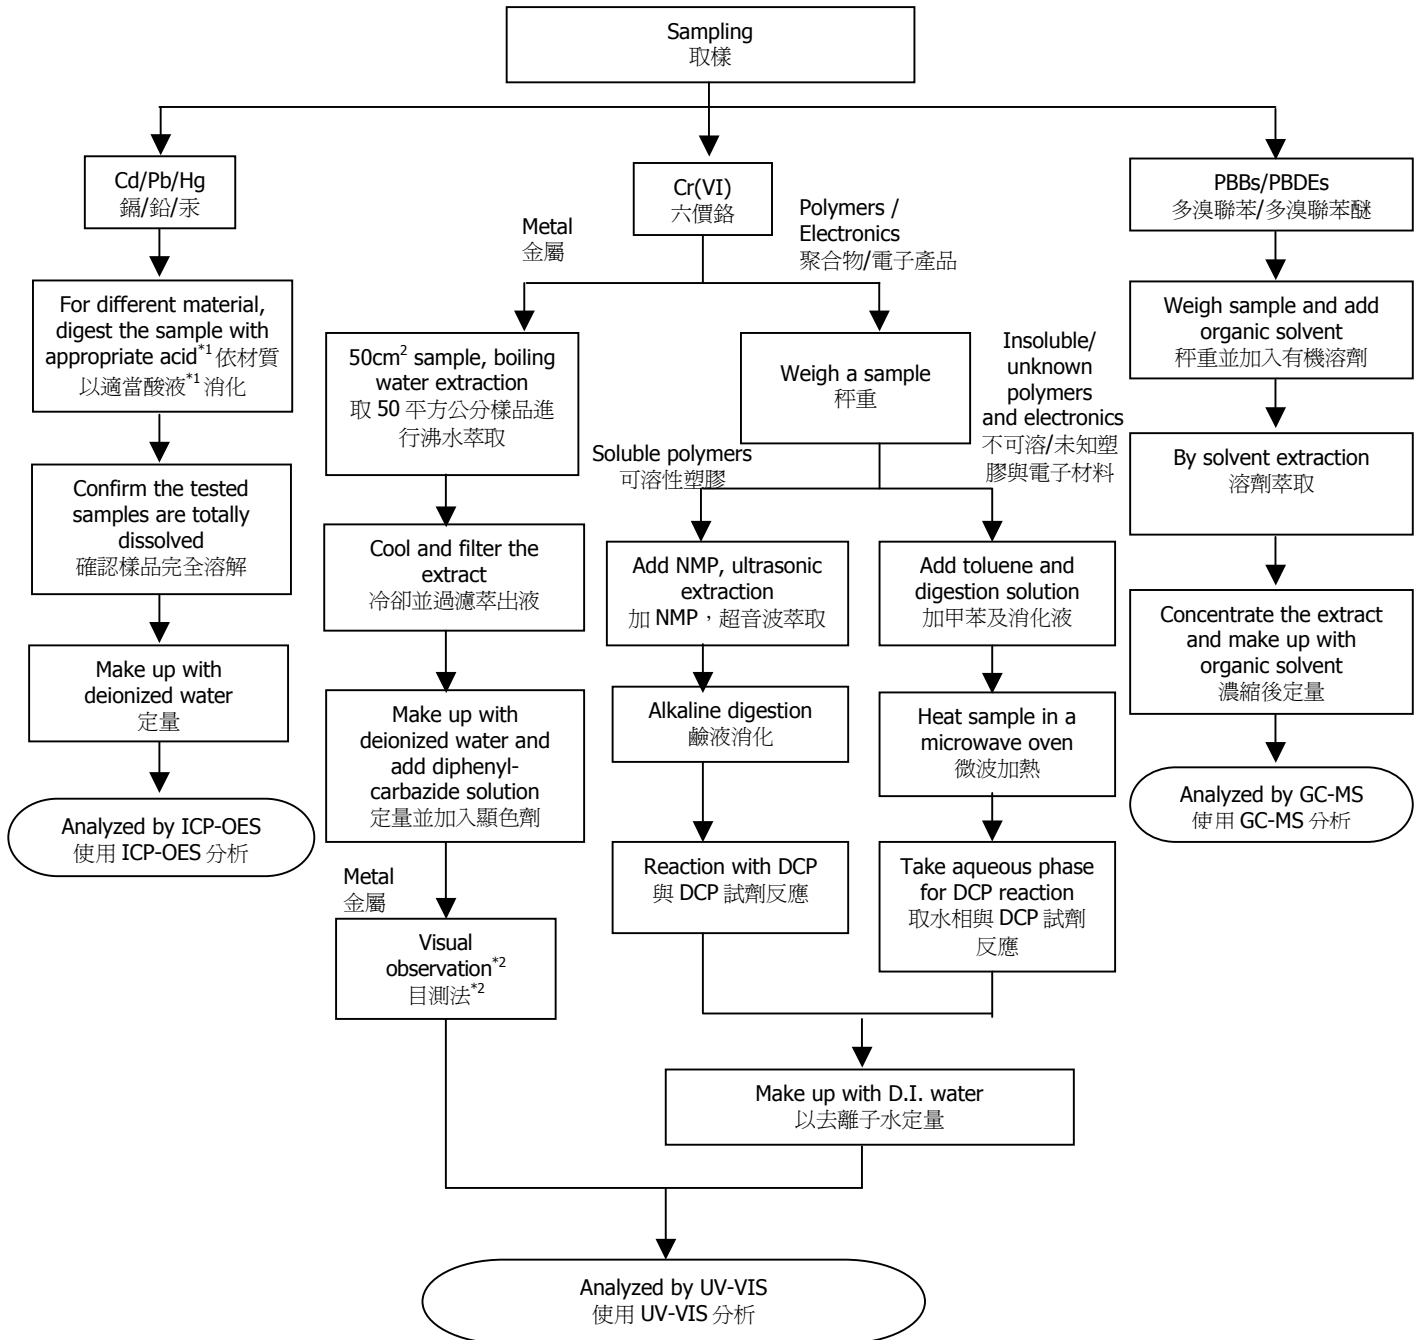 Sampling
取樣
Cd/Pb/Hg
鎘/鉛/汞
For different material,
digest the sample with
appropriate acid*1 依材質
以適當酸液*1 消化
Confirm the tested
samples are totally
dissolved
確認樣品完全溶解
Make up with
deionized water
定量
Analyzed by ICP-OES
使用 ICP-OES 分析
Cr(VI)
六價鉻
Metal
金屬
50cm2 sample, boiling
water extraction
取 50 平方公分樣品進
行沸水萃取
Cool and filter the
extract
冷卻並過濾萃出液
Make up with
deionized water and
add diphenyl-
carbazide solution
定量並加入顯色劑
Metal
金屬
Visual
observation*2
目測法*2
Polymers /
Electronics
聚合物/電子產品
Weigh a sample
秤重
Soluble polymers
可溶性塑膠
Add NMP, ultrasonic
extraction
加 NMP，超音波萃取
Alkaline digestion
鹼液消化
Reaction with DCP
與 DCP 試劑反應
Insoluble/
unknown
polymers
and electronics
不可溶/未知塑
膠與電子材料
Add toluene and
digestion solution
加甲苯及消化液
Heat sample in a
microwave oven
微波加熱
Take aqueous phase
for DCP reaction
取水相與 DCP 試劑
反應
Make up with D.I. water
以去離子水定量
Analyzed by UV-VIS
使用 UV-VIS 分析
PBBs/PBDEs
多溴聯苯/多溴聯苯醚
Weigh sample and add
organic solvent
秤重並加入有機溶劑
By solvent extraction
溶劑萃取
Concentrate the extract
and make up with
organic solvent
濃縮後定量
Analyzed by GC-MS
使用 GC-MS 分析